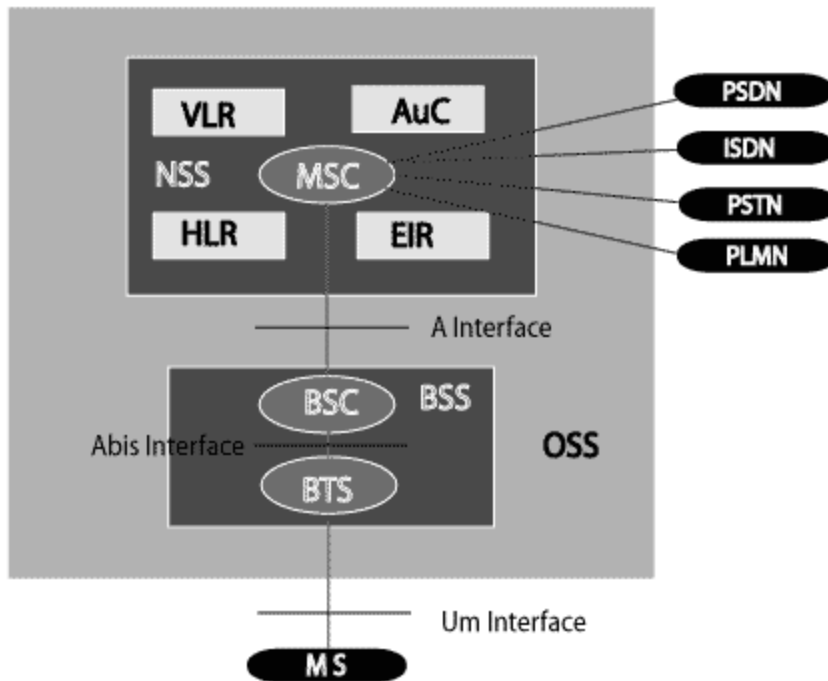 PSDN
VLR
AuC
ISDN
NSS
MSC
PSTN
HLR
EIR
PLMN
A Interface
BSC
BSS
Abis Interface
OSS
BTS
Um Interface
MS